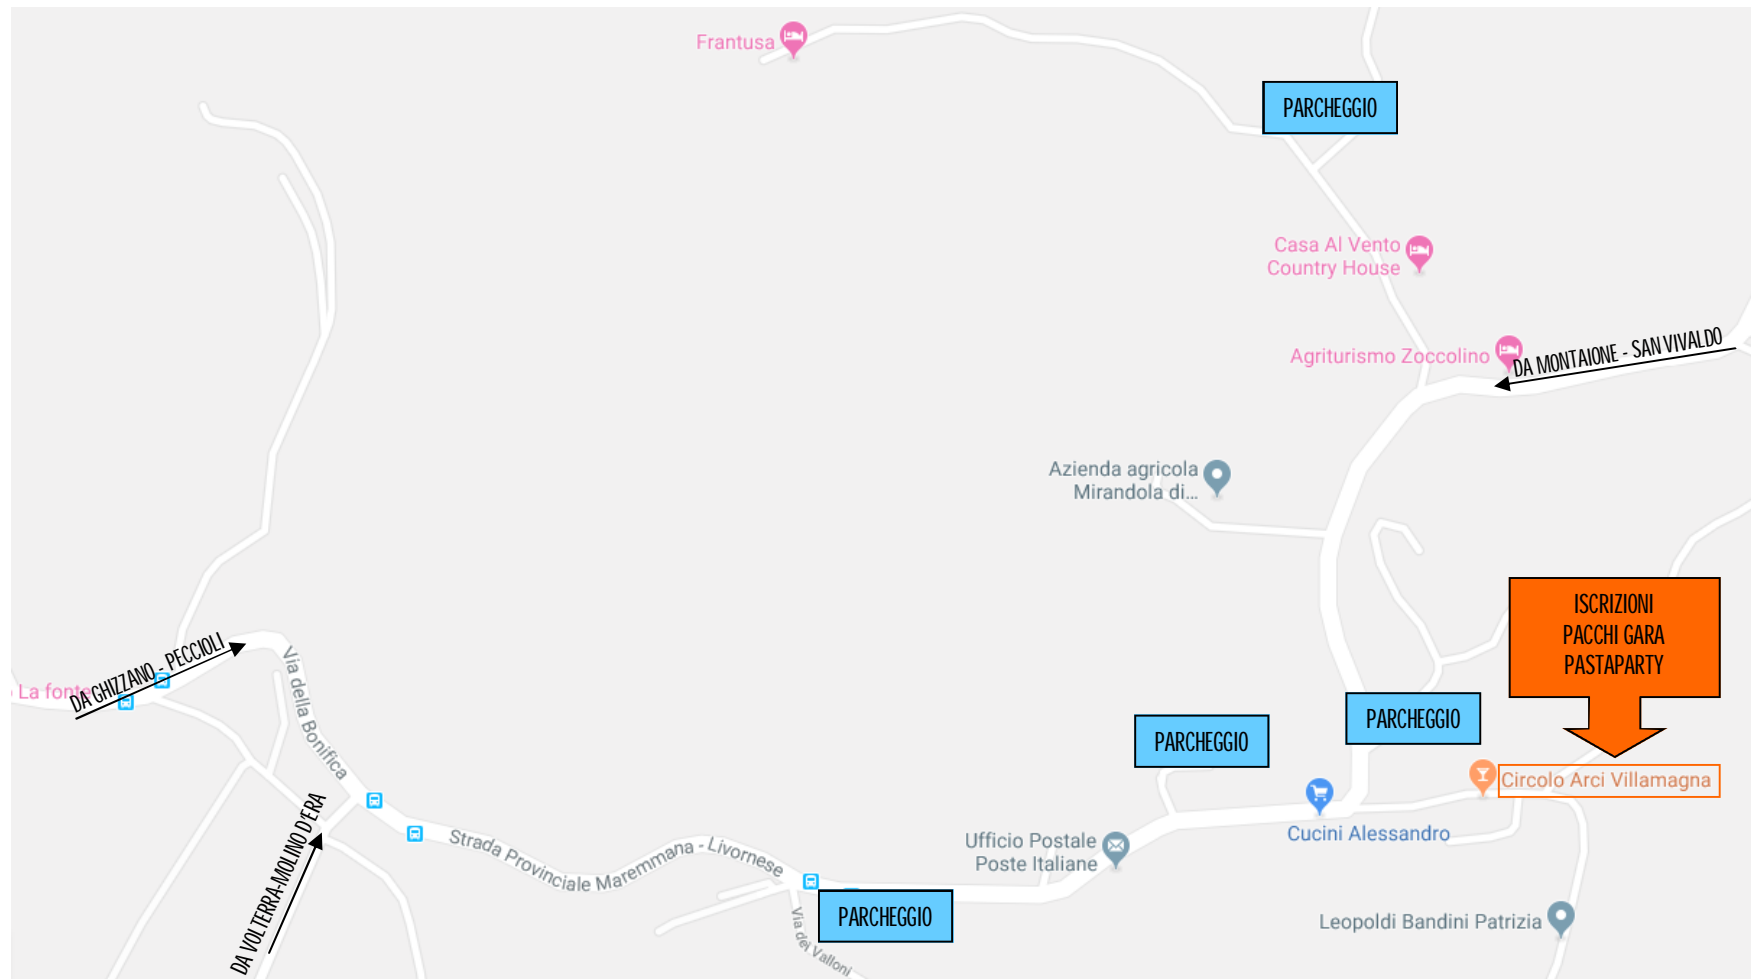 Frantusa
PARCHEGGIO
Casa Al Vento
Country House
Agriturismo Zoccolino
DA MONTAIONE - SAN VIVALDO
Azienda agricola
Mirandola di...
ISCRIZIONI
PACCHI GARA
PASTAPARTY
DA GHIZZANO - PECCIOLI
La fonte
Via della Bonifica
PARCHEGGIO
PARCHEGGIO
Circolo Arci Villamagna
DA VOLTERRA-MOLINO D'ERA
Cucini Alessandro
Strada Provinciale Maremmana - Livornese
Ufficio Postale
Poste Italiane
PARCHEGGIO
Via dei Valloni
Leopoldi Bandini Patrizia